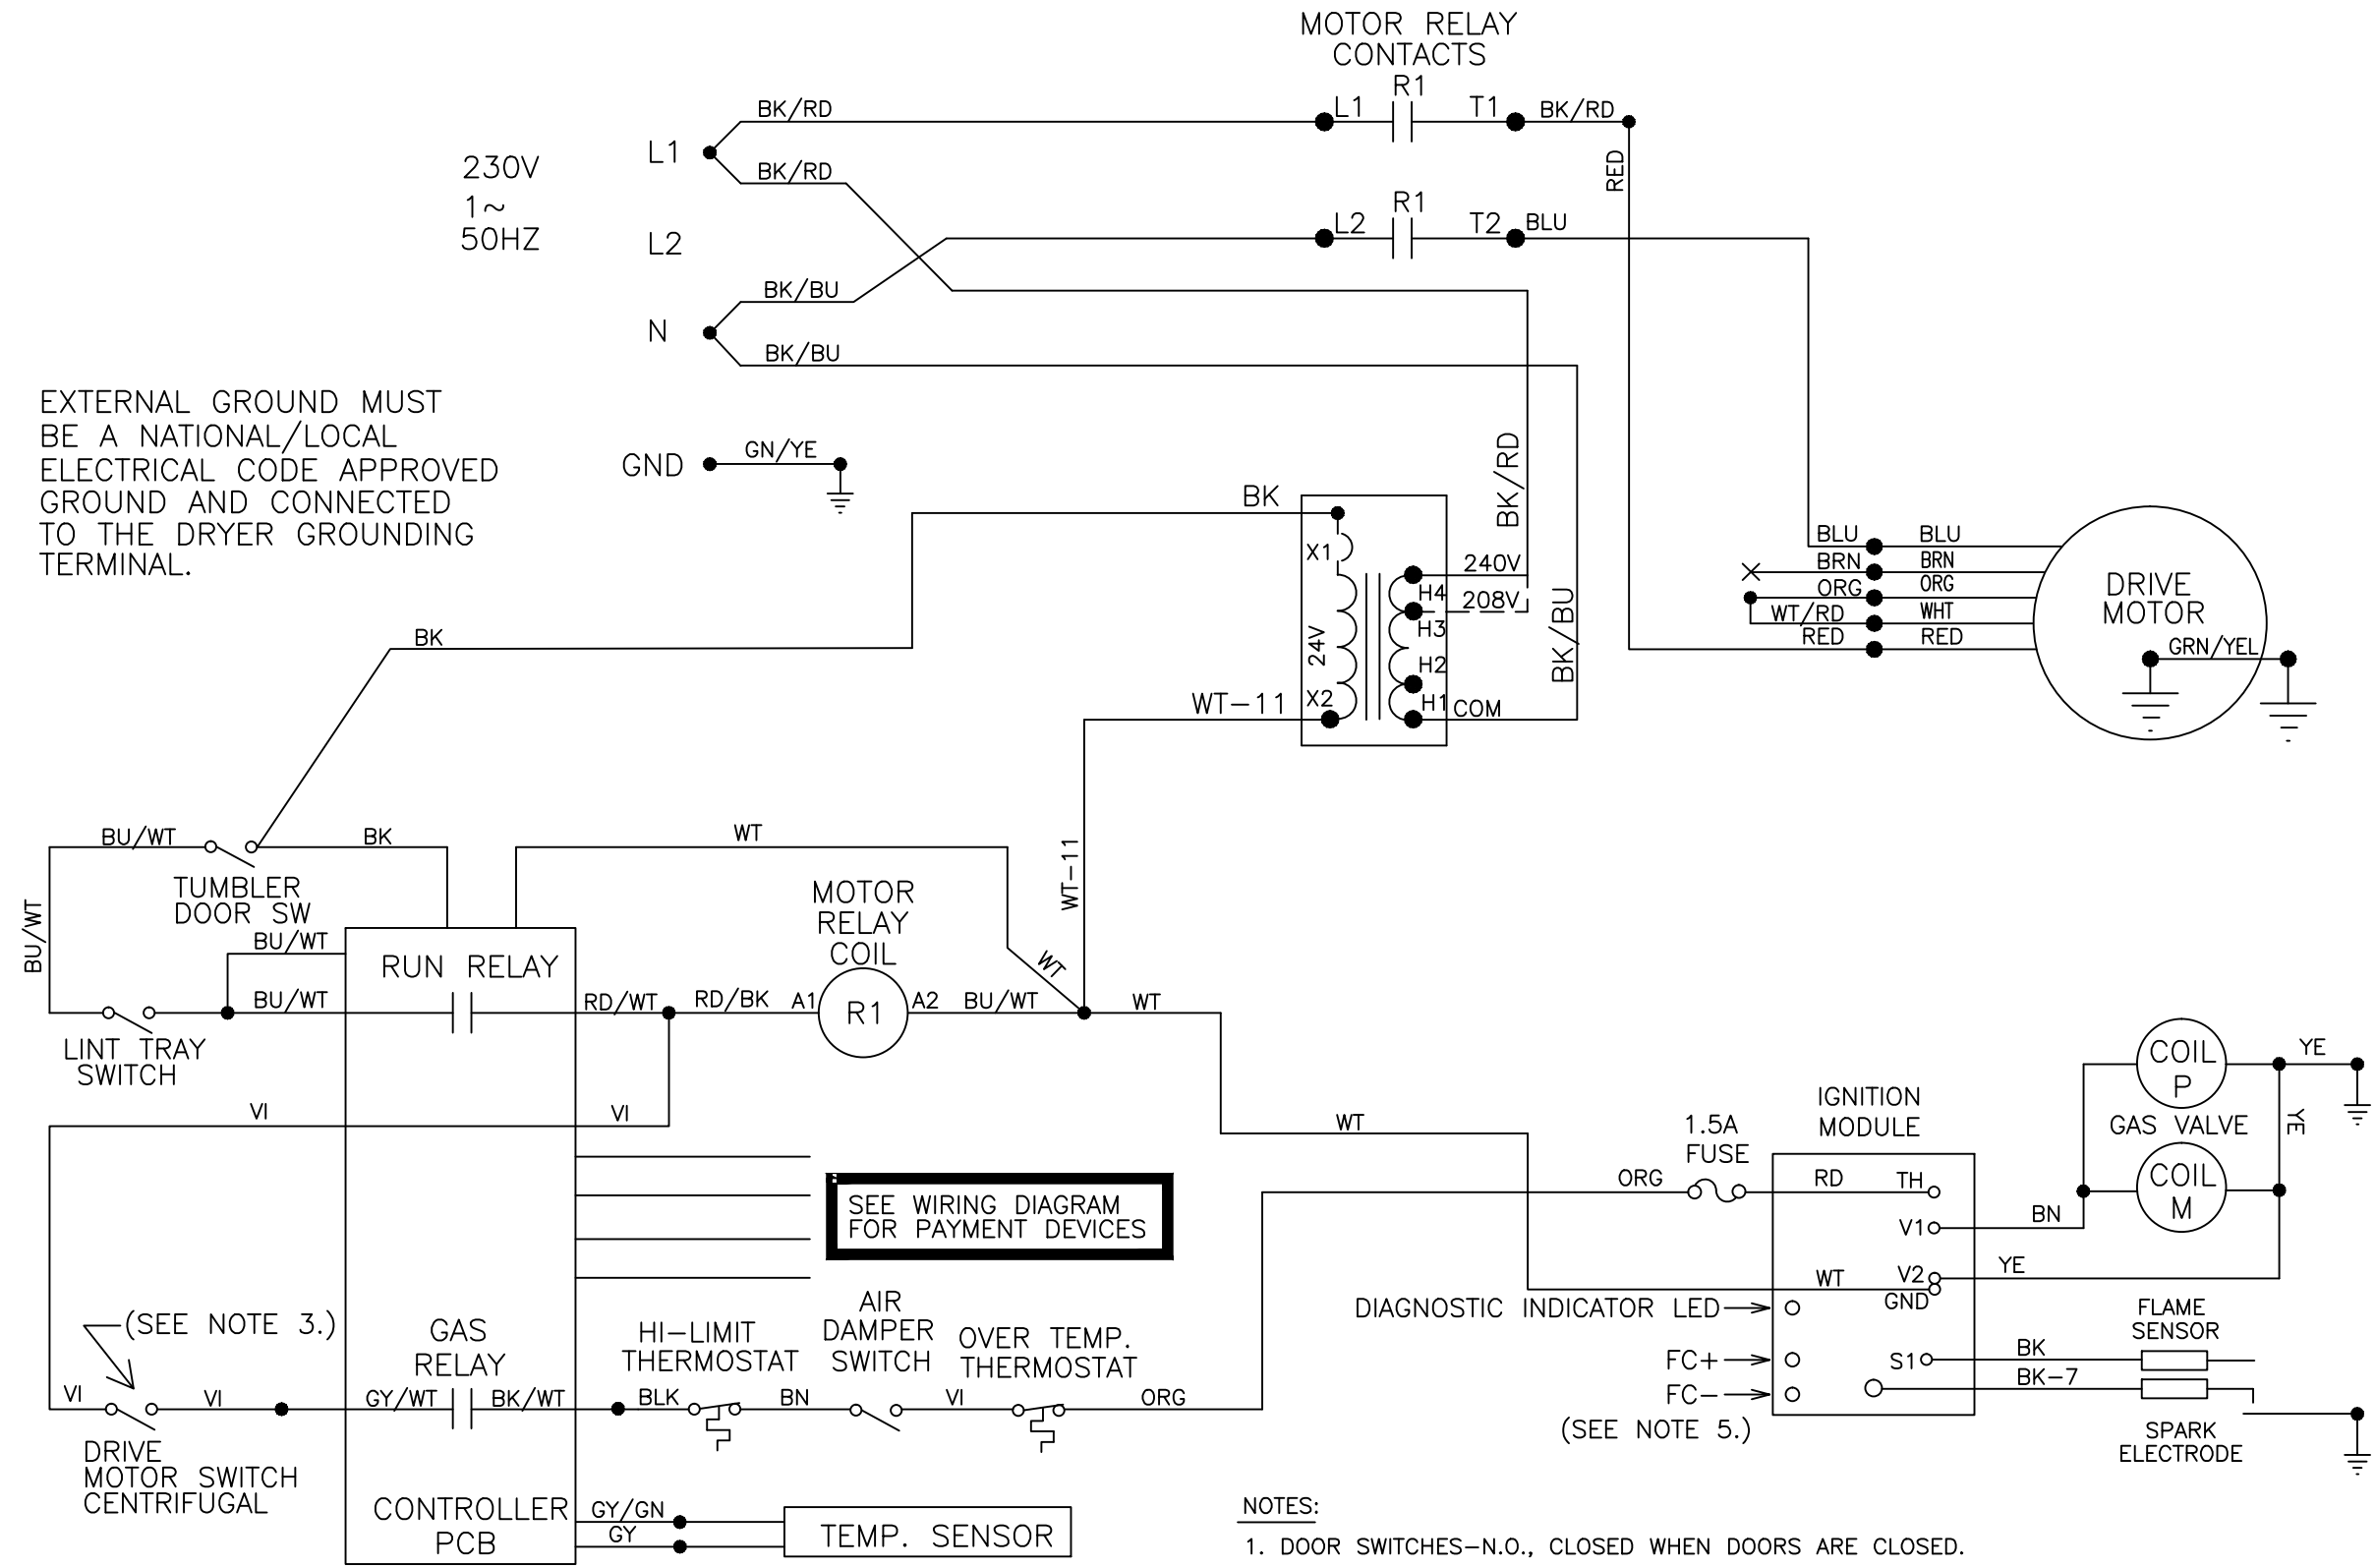 MOTOR RELAY
CONTACTS
R1
BK/RD
L1
T1
BK/RD
230V
1~
50HZ
L1
BK/RD
RED
R1
L2
L2
T2
BLU
BK/BU
N
BK/BU
EXTERNAL GROUND MUST
BE A NATIONAL/LOCAL
ELECTRICAL CODE APPROVED
GROUND AND CONNECTED
TO THE DRYER GROUNDING
TERMINAL.
GND
GN/YE
BK/RD
BK
X1
240V
H4
208V
H3
24V
H2
X2
H1
COM
BK/BU
WT-11
BLU
BLU
BRN
BRN
ORG
ORG
WT/RD
WHT
RED
RED
DRIVE
MOTOR
GRN/YEL
BK
BU/WT
BK
WT
TUMBLER
DOOR SW
BU/WT
BU/WT
RUN RELAY
MOTOR
RELAY
COIL
WT-11
WT
BU/WT
RD/WT
RD/BK
A1
R1
A2
BU/WT
WT
LINT TRAY
SWITCH
VI
VI
WT
IGNITION
MODULE
1.5A
FUSE
COIL
P
YE
GAS VALVE
YE
COIL
M
SEE WIRING DIAGRAM
FOR PAYMENT DEVICES
ORG
RD
TH
V1
BN
WT
V2
YE
GND
DIAGNOSTIC INDICATOR LED
FC+
FC-
(SEE NOTE 5.)
S1
FLAME
SENSOR
BK
BK-7
SPARK
ELECTRODE
(SEE NOTE 3.)
GAS
RELAY
HI-LIMIT
THERMOSTAT
AIR
DAMPER
SWITCH
OVER TEMP.
THERMOSTAT
VI
VI
GY/WT
BK/WT
BLK
BN
VI
ORG
DRIVE
MOTOR SWITCH
CENTRIFUGAL
CONTROLLER
PCB
GY/GN
GY
TEMP. SENSOR
NOTES:
1. DOOR SWITCHES-N.O., CLOSED WHEN DOORS ARE CLOSED.